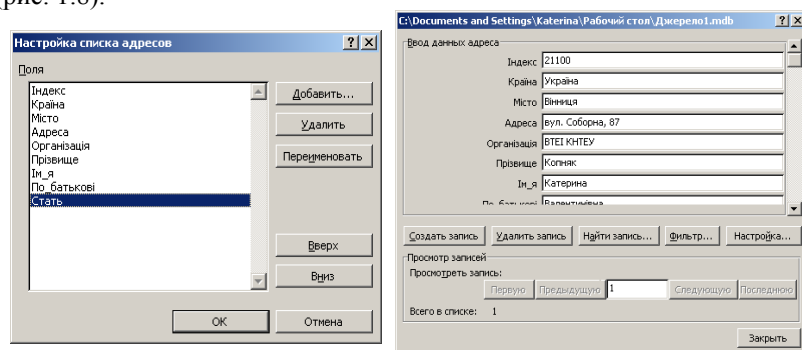 (рис. 1.8).
Настройка списка адресов
Поля
Індекс
Країна
Місто
Адреса
Організація
Прізвище
Ім_я
По_батькові
Стать
Добавить...
Удалить
Переименовать
Вверх
Вниз
ОК
Отмена
C:\Documents and Settings\Katerina\Рабочий стол\Джерело1.mdb
Ввод данных адреса
Індекс 21100
Країна Україна
Місто Вінниця
Адреса вул. Соборна, 87
Організація ВТЕІ КНТЕУ
Прізвище Копняк
Ім_я Катерина
По_батькові Валентинівна
Создать запись Удалить запись Найти запись... Фильтр... Настройка...
Просмотр записей
Просмотреть запись:
Первую Предыдущую 1 Следующую Последнюю
Всего в списке: 1
Закрыть